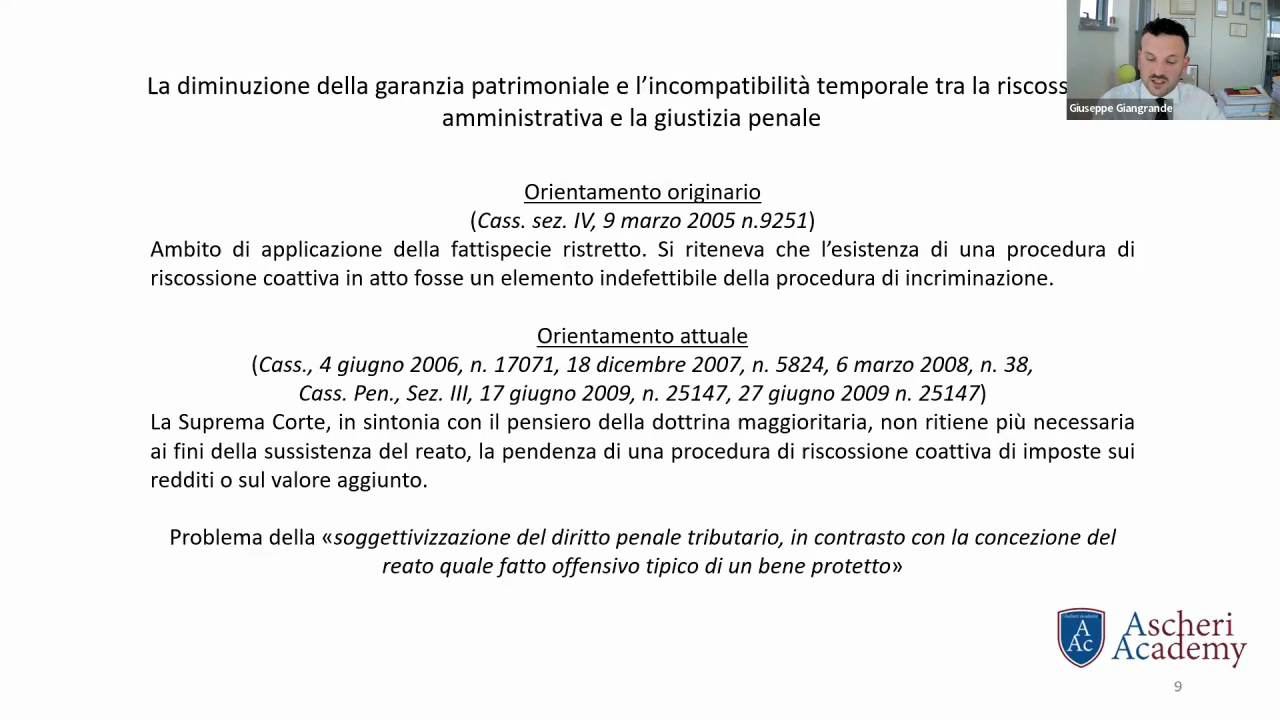 La diminuzione della garanzia patrimoniale e l’incompatibilità temporale tra la riscoss
amministrativa e la giustizia penale
Giuseppe Giangrande
Orientamento originario
(Cass. sez. IV, 9 marzo 2005 n.9251)
Ambito di applicazione della fattispecie ristretto. Si riteneva che l’esistenza di una procedura di
riscossione coattiva in atto fosse un elemento indefettibile della procedura di incriminazione.
Orientamento attuale
(Cass., 4 giugno 2006, n. 17071, 18 dicembre 2007, n. 5824, 6 marzo 2008, n. 38,
Cass. Pen., Sez. III, 17 giugno 2009, n. 25147, 27 giugno 2009 n. 25147)
La Suprema Corte, in sintonia con il pensiero della dottrina maggioritaria, non ritiene più necessaria
ai fini della sussistenza del reato, la pendenza di una procedura di riscossione coattiva di imposte sui
redditi o sul valore aggiunto.
Problema della «soggettivizzazione del diritto penale tributario, in contrasto con la concezione del
reato quale fatto offensivo tipico di un bene protetto»
A
Ac
Ascheri
Academy
9